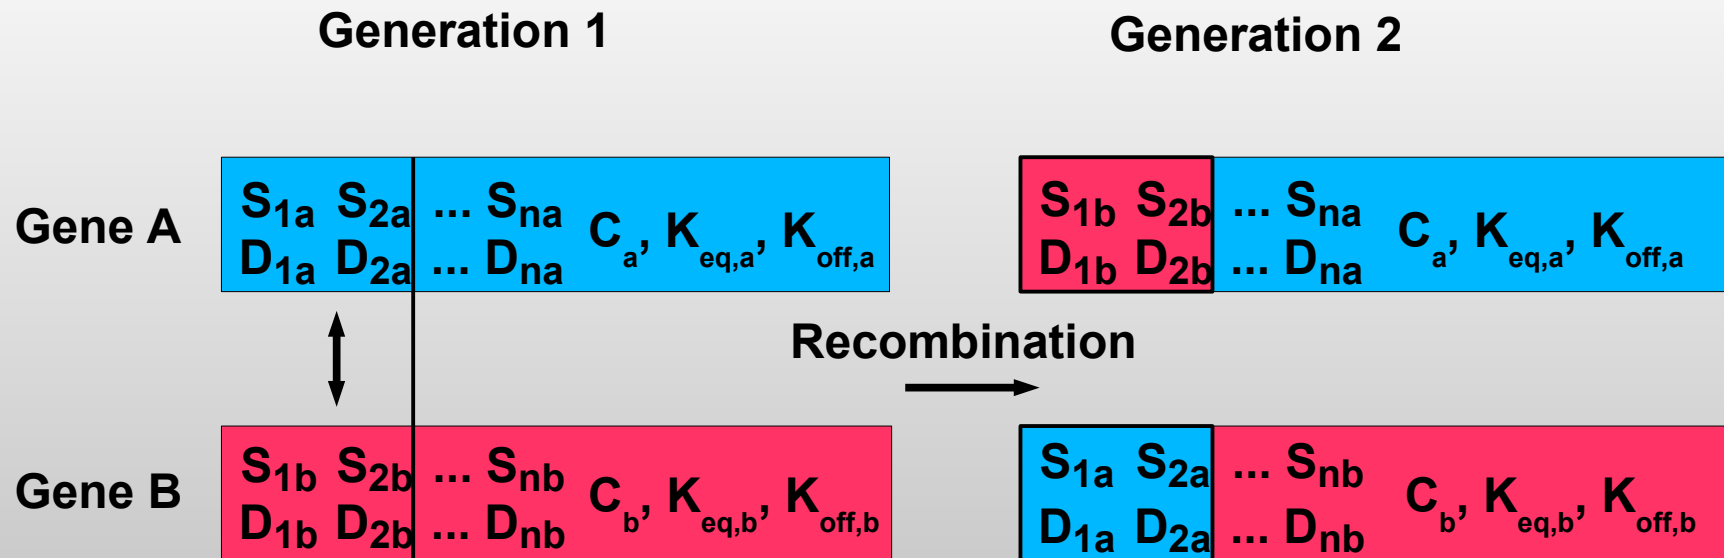 Generation 1 Generation 2
Gene A
S1a S2a ... Sna
D1a D2a ... Dna
Ca, Keq,a, Koff,a
S1b S2b ... Sna
D1b D2b ... Dna
Ca, Keq,a, Koff,a
Recombination
Gene B
S1b S2b ... Snb
D1b D2b ... Dnb
Cb, Keq,b, Koff,b
S1a S2a ... Snb
D1a D2a ... Dnb
Cb, Keq,b, Koff,b